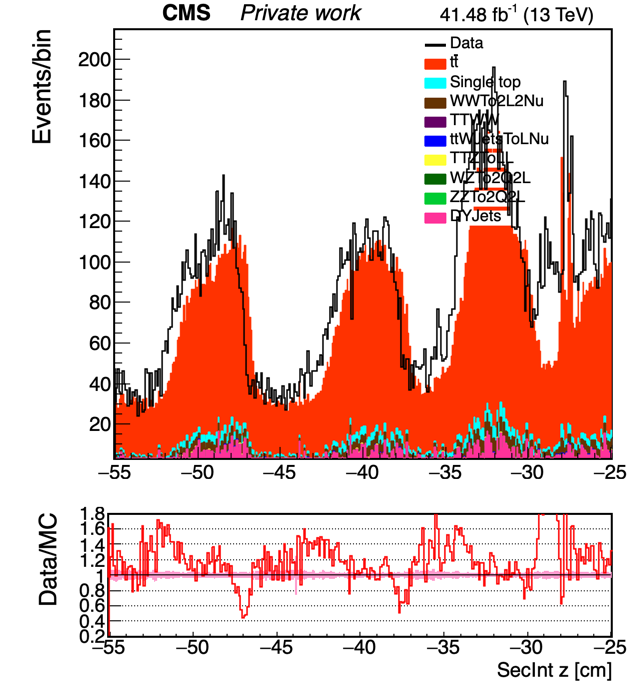 CMS Private work 41.48 fb-1 (13 TeV)
Events/bin
200
180
160
140
120
100
80
60
40
20
Data
tt̄
Single top
WWTo2L2Nu
TTWW
ttWJetsToLNu
TTZToLL
WZTo2Q2L
ZZTo2Q2L
DYJets
−55 −50 −45 −40 −35 −30 −25
Data/MC
1.8
1.6
1.4
1.2
1
0.8
0.6
0.4
0.2
−55 −50 −45 −40 −35 −30 −25
SecInt z [cm]